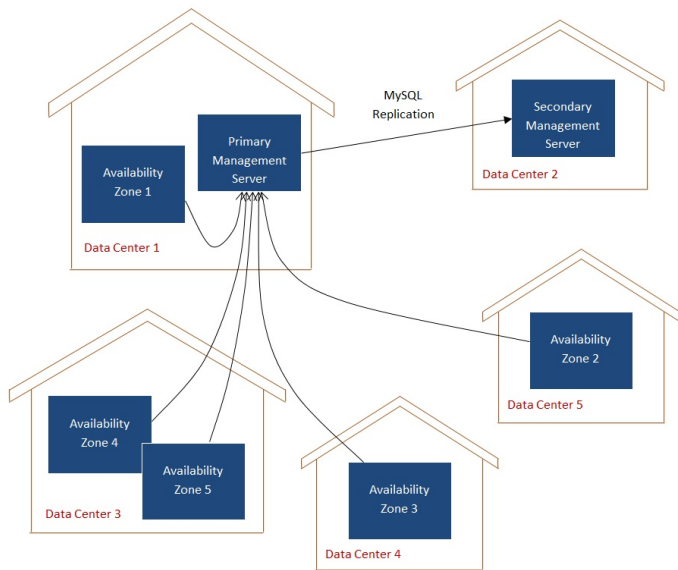 MySQL
Replication
Primary
Management
Server
Secondary
Management
Server
Availability
Zone 1
Data Center 2
Data Center 1
Availability
Zone 2
Data Center 5
Availability
Zone 4
Availability
Zone 5
Data Center 3
Availability
Zone 3
Data Center 4